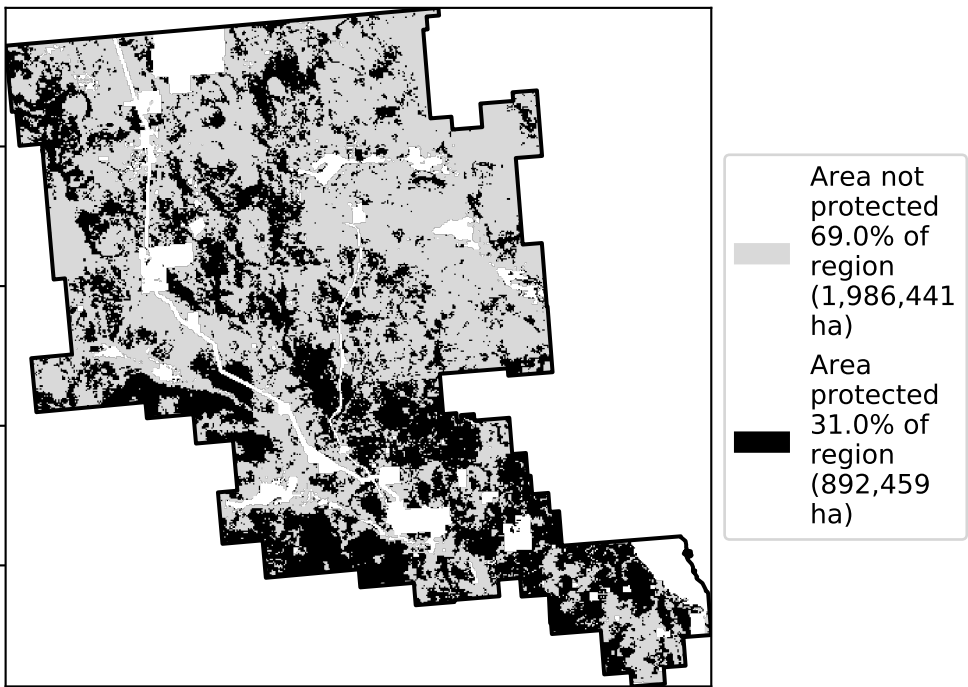 Area not
protected
69.0% of
region
(1,986,441
ha)
Area
protected
31.0% of
region
(892,459
ha)